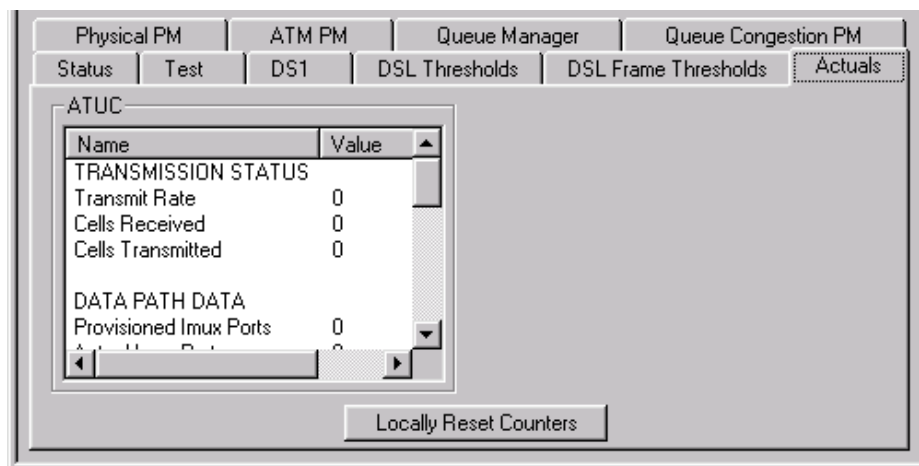 Physical PM ATM PM Queue Manager Queue Congestion PM
Status Test DS1 DSL Thresholds DSL Frame Thresholds Actuals
ATUC
Name Value
TRANSMISSION STATUS
Transmit Rate 0
Cells Received 0
Cells Transmitted 0
DATA PATH DATA
Provisioned Imux Ports 0
Locally Reset Counters